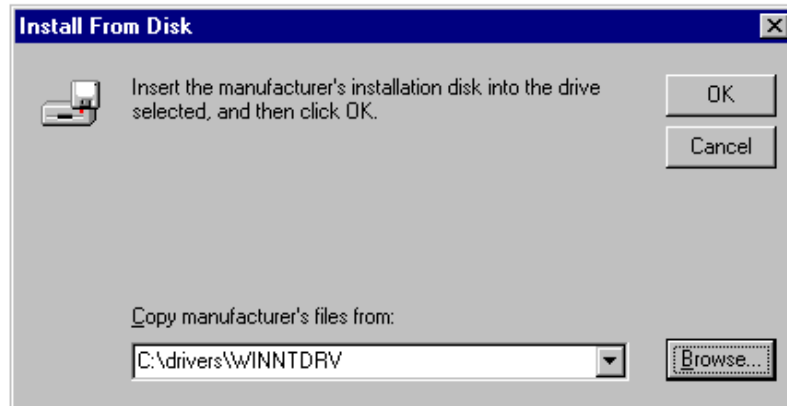 Install From Disk
Insert the manufacturer's installation disk into the drive
selected, and then click OK.
OK
Cancel
Copy manufacturer's files from:
C:\drivers\WINNTDRV
Browse...